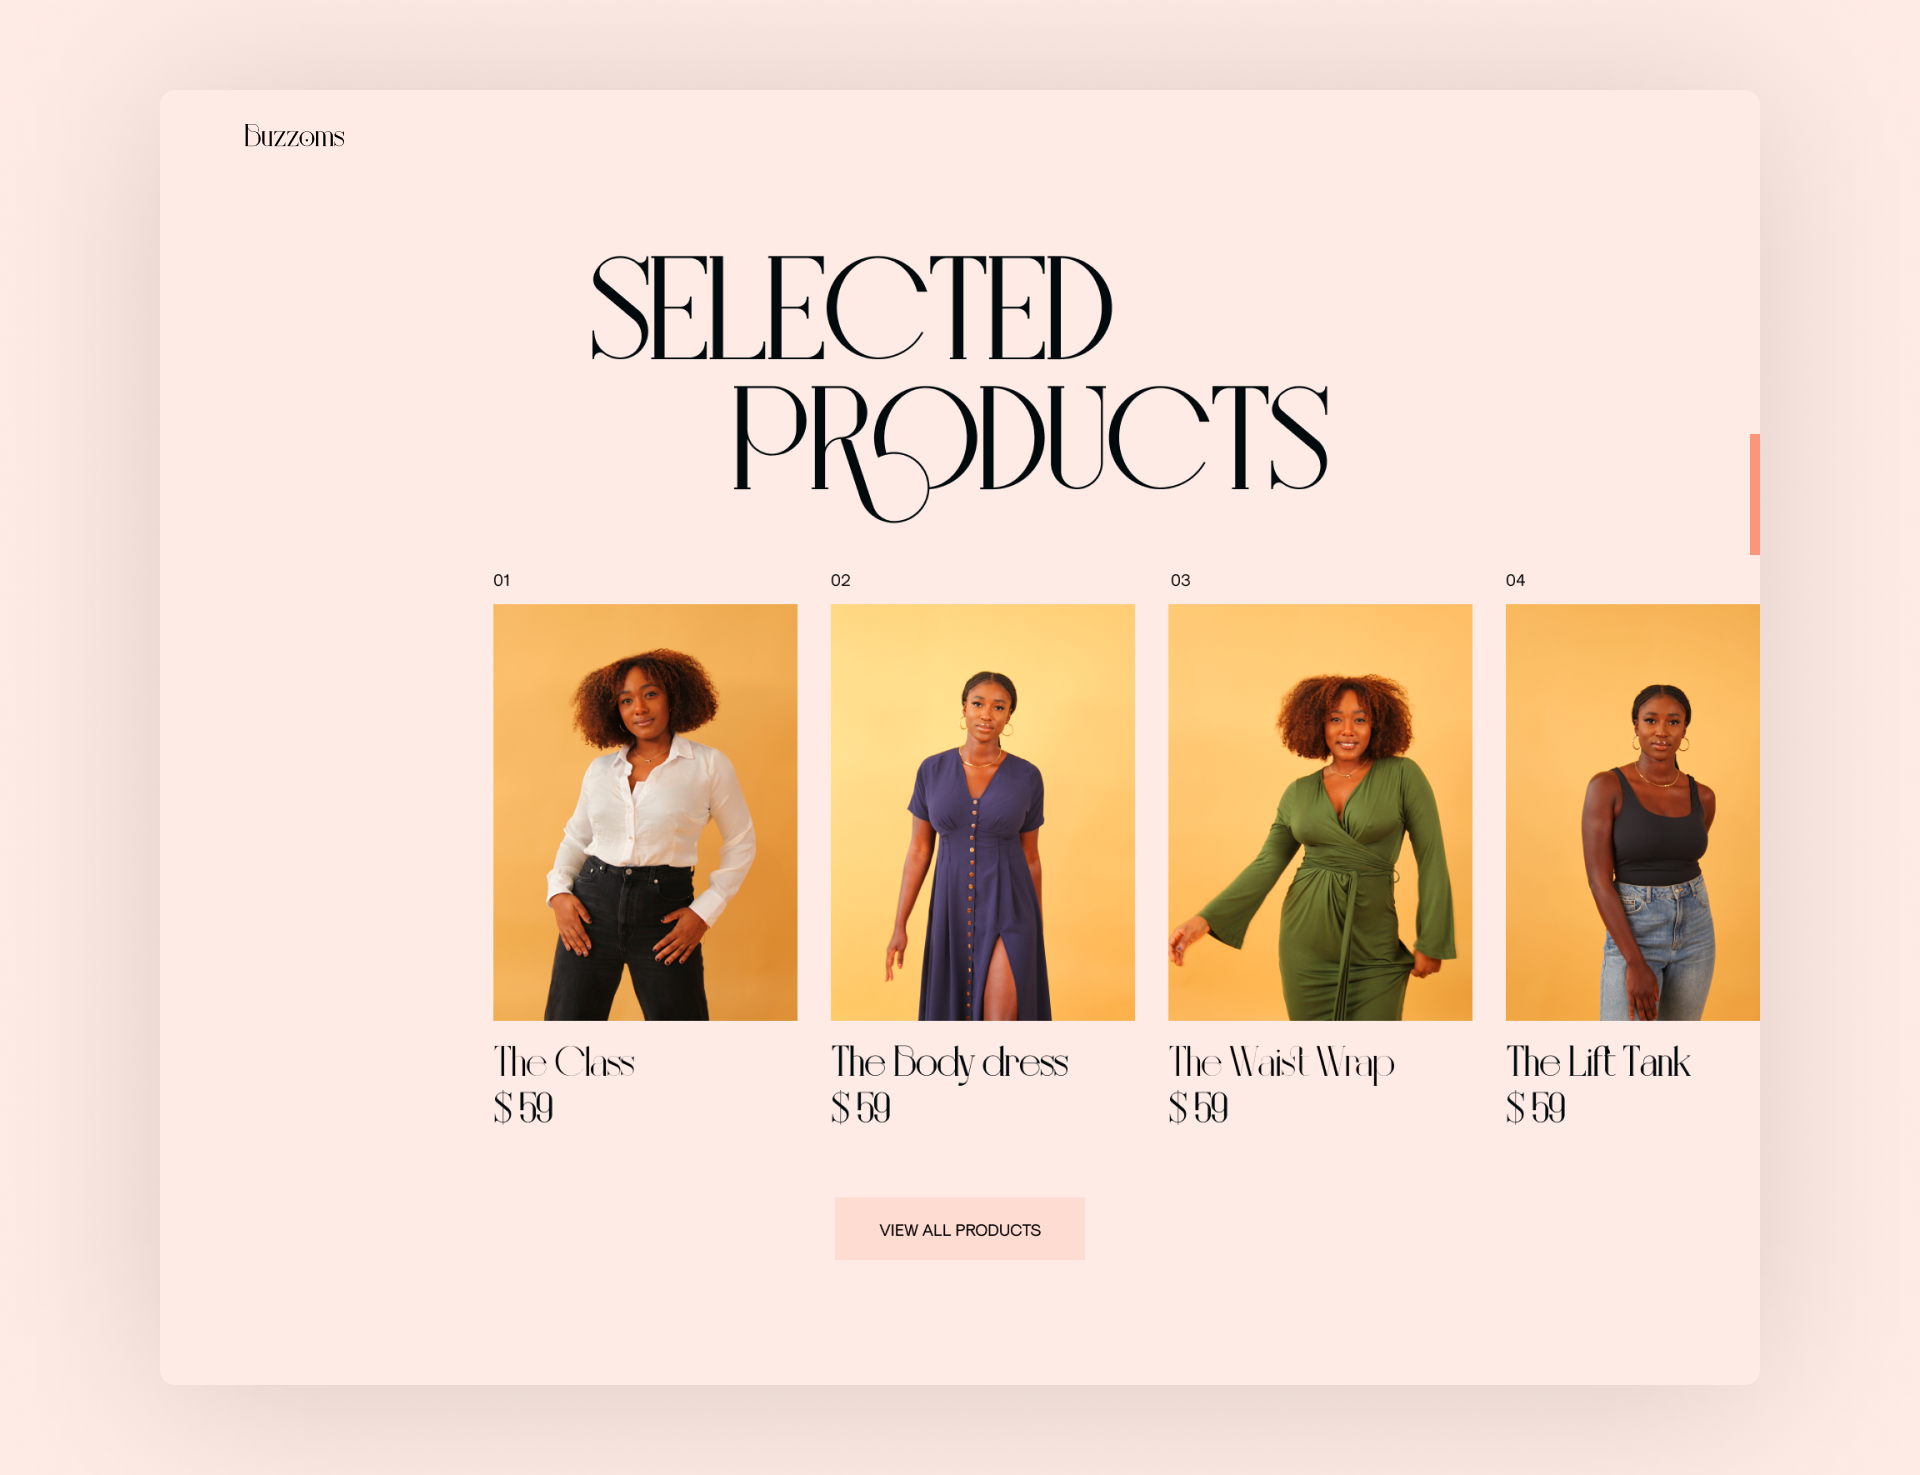 Buzzoms
SELECTED
PRODUCTS
01
02
03
04
The Class
$ 59
The Body dress
$ 59
The Waist Wrap
$ 59
The Lift Tank
$ 59
VIEW ALL PRODUCTS